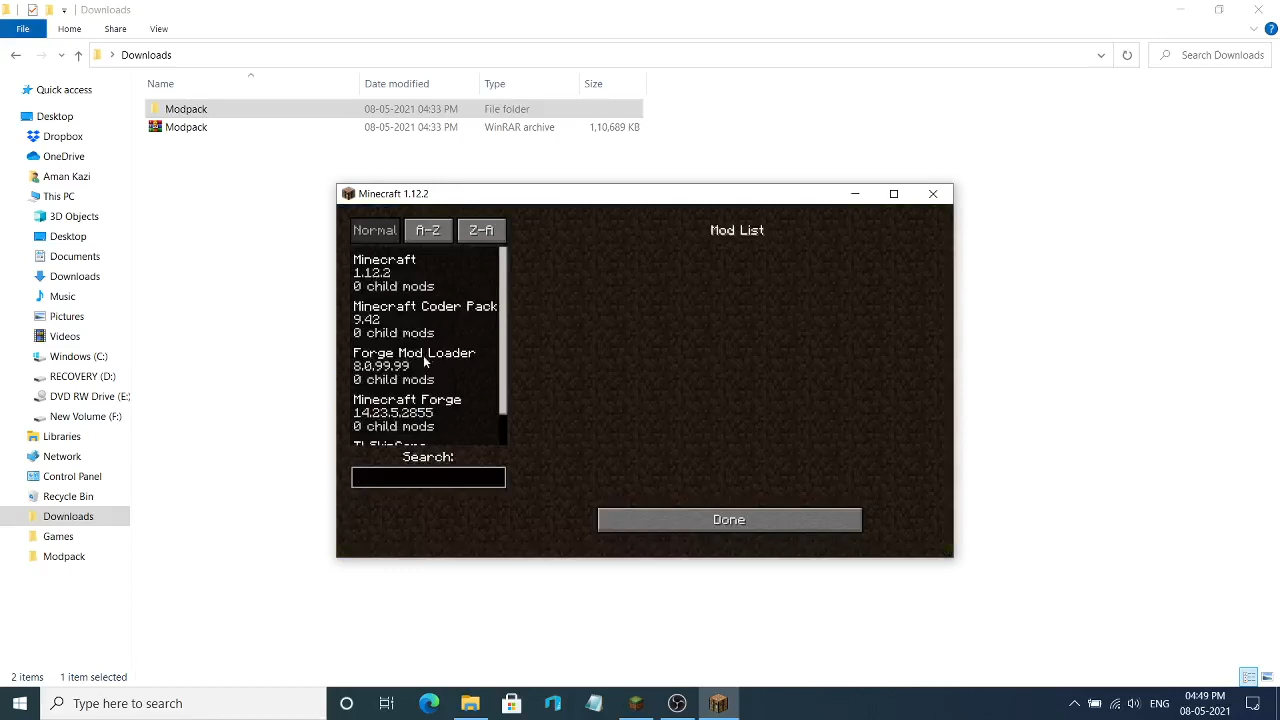 Downloads
File
Home
Share
View
Downloads
Search Downloads
Name
Date modified
Type
Size
Quick access
Desktop
Dropbox
OneDrive
Aman Kazi
This PC
3D Objects
Desktop
Documents
Downloads
Music
Pictures
Videos
Windows (C:)
RECOVERY (D:)
DVD RW Drive (E:
New Volume (F:)
Libraries
Network
Control Panel
Recycle Bin
Downloads
Games
Modpack
Modpack 08-05-2021 04:33 PM File folder
Modpack 08-05-2021 04:33 PM WinRAR archive 1,10,689 KB
Minecraft 1.12.2
Normal
A-Z
Z-A
Mod List
Minecraft
1.12.2
0 child mods
Minecraft Coder Pack
9.42
0 child mods
Forge Mod Loader
8.0.99.99
0 child mods
Minecraft Forge
14.23.5.2855
0 child mods
Search:
Done
2 items
1 item selected
Type here to search
ENG
04:49 PM
08-05-2021